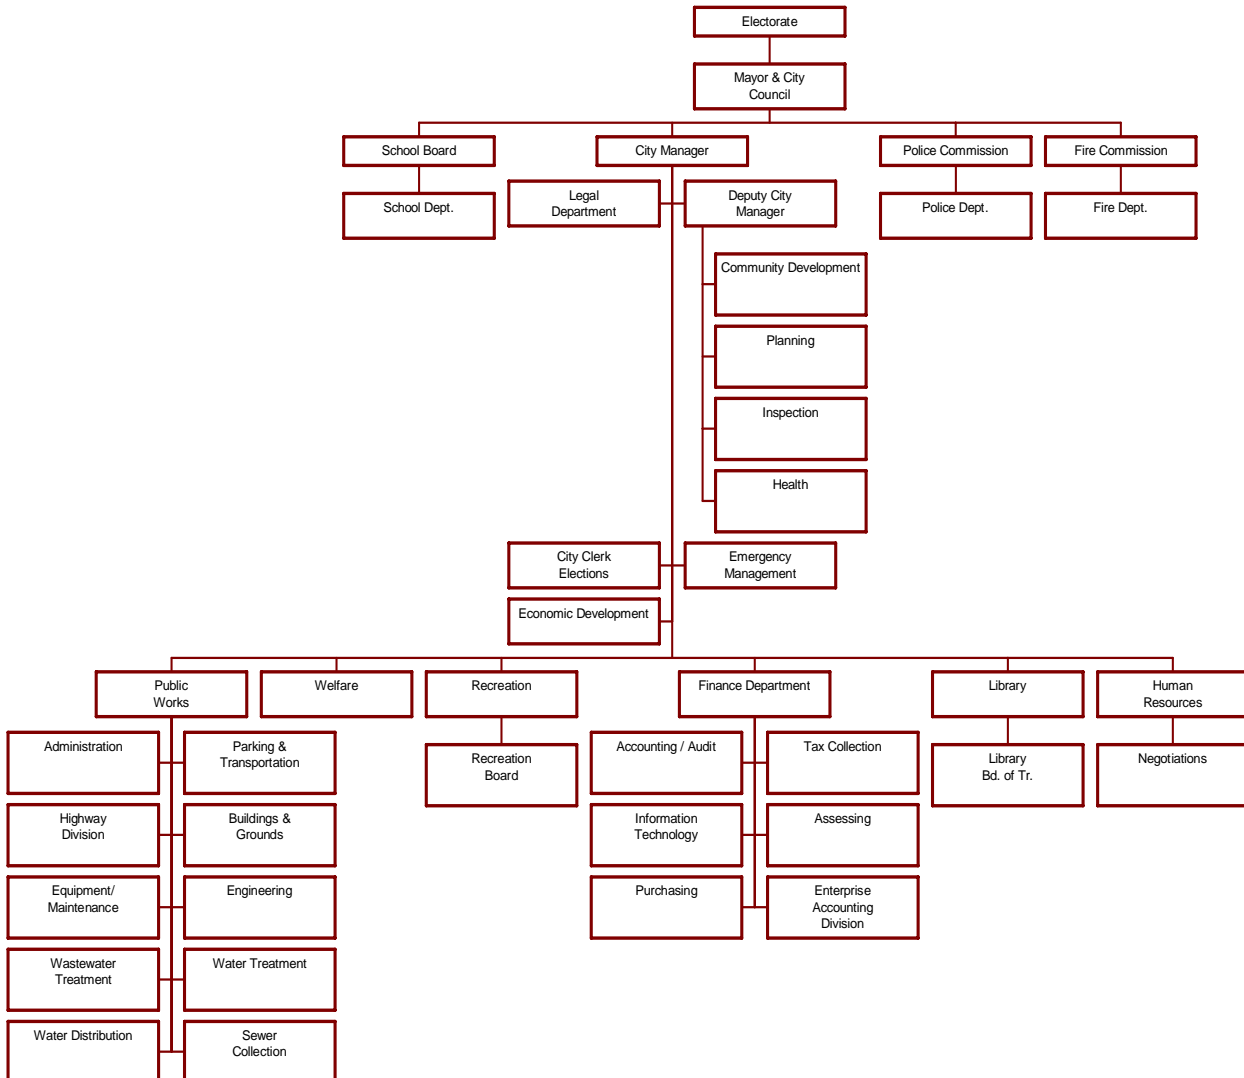 Electorate
Mayor & City
Council
School Board
City Manager
Police Commission
Fire Commission
School Dept.
Legal
Department
Deputy City
Manager
Police Dept.
Fire Dept.
Community Development
Planning
Inspection
Health
City Clerk
Elections
Emergency
Management
Economic Development
Public
Works
Welfare
Recreation
Finance Department
Library
Human
Resources
Administration
Parking &
Transportation
Recreation
Board
Accounting / Audit
Tax Collection
Library
Bd. of Tr.
Negotiations
Highway
Division
Buildings &
Grounds
Information
Technology
Assessing
Equipment/
Maintenance
Engineering
Purchasing
Enterprise
Accounting
Division
Wastewater
Treatment
Water Treatment
Water Distribution
Sewer
Collection